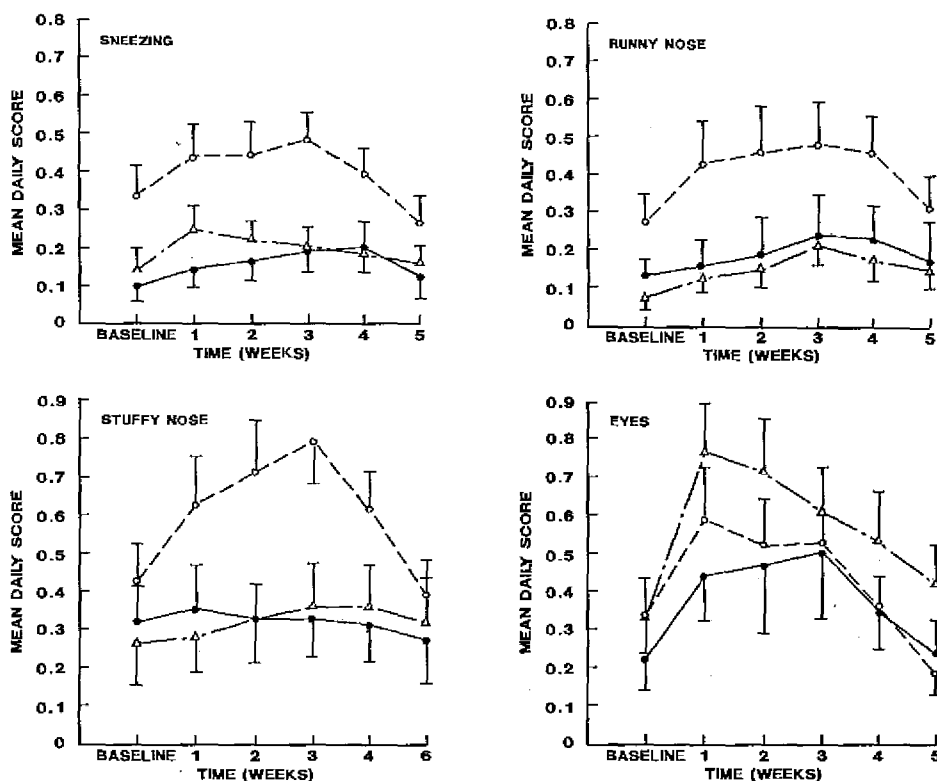 0.8
0.7
0.6
0.5
0.4
0.3
0.2
0.1
0
MEAN DAILY SCORE
SNEEZING
BASELINE 1 2 3 4 5
TIME (WEEKS)
0.8
0.7
0.6
0.5
0.4
0.3
0.2
0.1
0
MEAN DAILY SCORE
RUNNY NOSE
BASELINE 1 2 3 4 5
TIME (WEEKS)
0.9
0.8
0.7
0.6
0.5
0.4
0.3
0.2
0.1
0
MEAN DAILY SCORE
STUFFY NOSE
BASELINE 1 2 3 4 6
TIME (WEEKS)
0.9
0.8
0.7
0.6
0.5
0.4
0.3
0.2
0.1
0
MEAN DAILY SCORE
EYES
BASELINE 1 2 3 4 5
TIME (WEEKS)